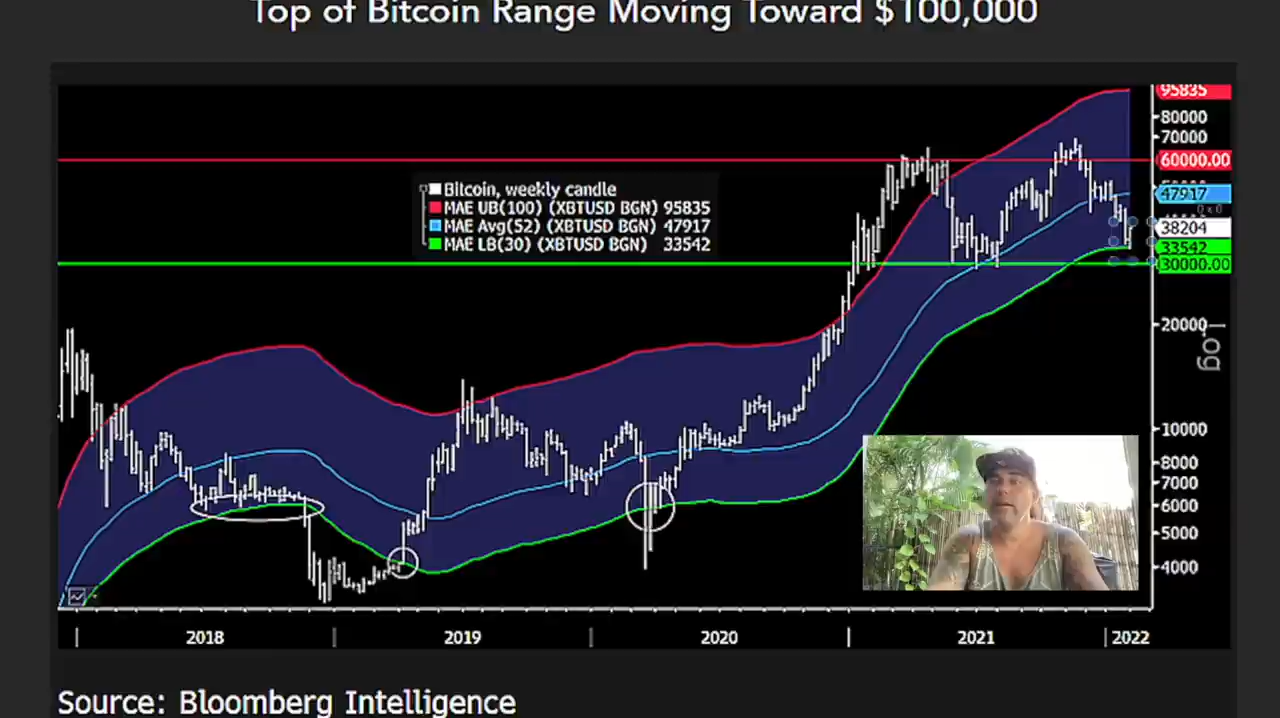 Top of Bitcoin Range Moving Toward $100,000
95835
80000
70000
60000.00
Bitcoin, weekly candle
MAE UB(100) (XBTUSD BGN) 95835
MAE Avg(52) (XBTUSD BGN) 47917
MAE LB(30) (XBTUSD BGN) 33542
47917
38204
33542
30000.00
20000
Log
10000
8000
7000
6000
5000
4000
2018 2019 2020 2021 2022
Source: Bloomberg Intelligence